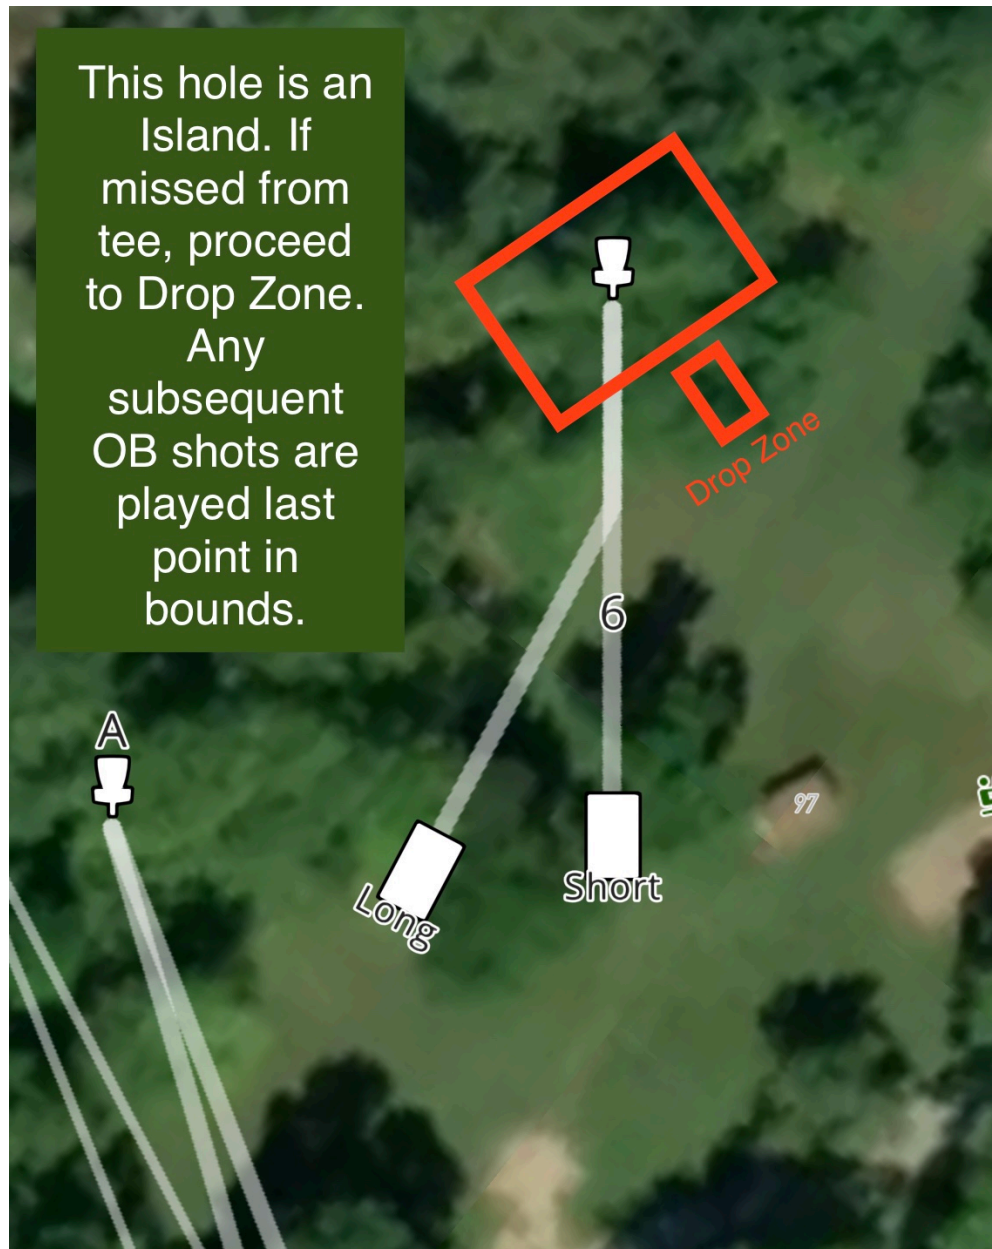 This hole is an
Island. If
missed from
tee, proceed
to Drop Zone.
Any
subsequent
OB shots are
played last
point in
bounds.
Drop Zone
6
A
97
Long
Short